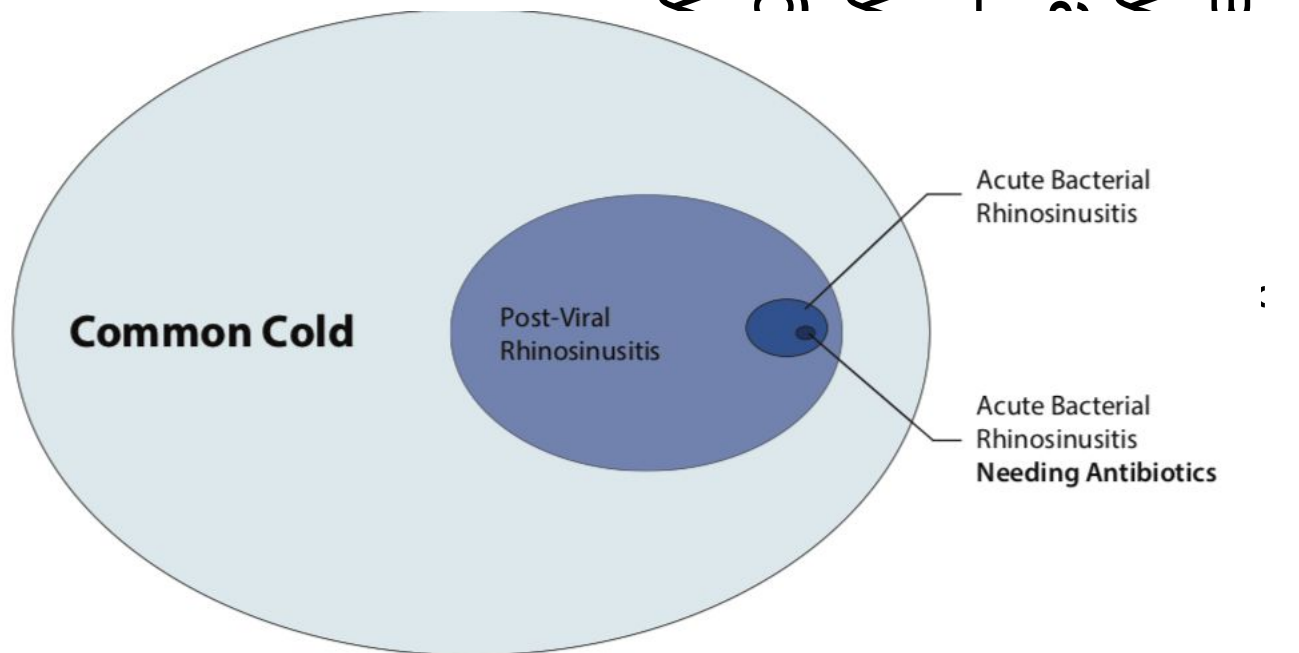 Acute Bacterial
Rhinosinusitis
Common Cold
Post-Viral
Rhinosinusitis
Acute Bacterial
Rhinosinusitis
Needing Antibiotics